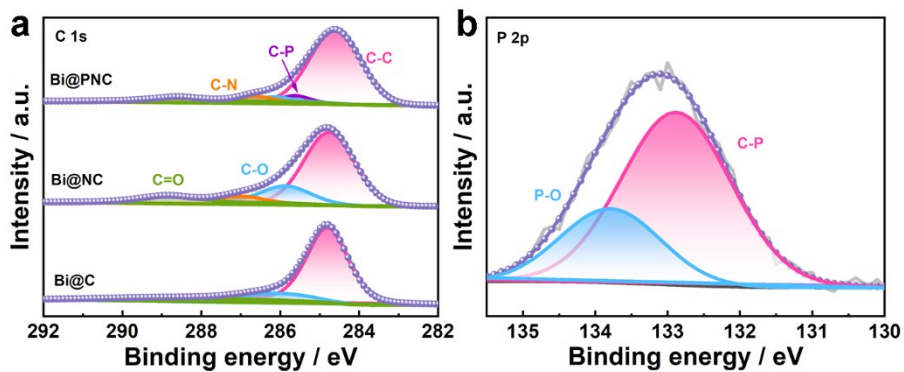 a
C 1s
Bi@PNC
C-N
C-P
C-C
Bi@NC
C=O
C-O
Bi@C
Intensity / a.u.
292 290 288 286 284 282
Binding energy / eV
b
P 2p
C-P
P-O
Intensity / a.u.
135 134 133 132 131 130
Binding energy / eV